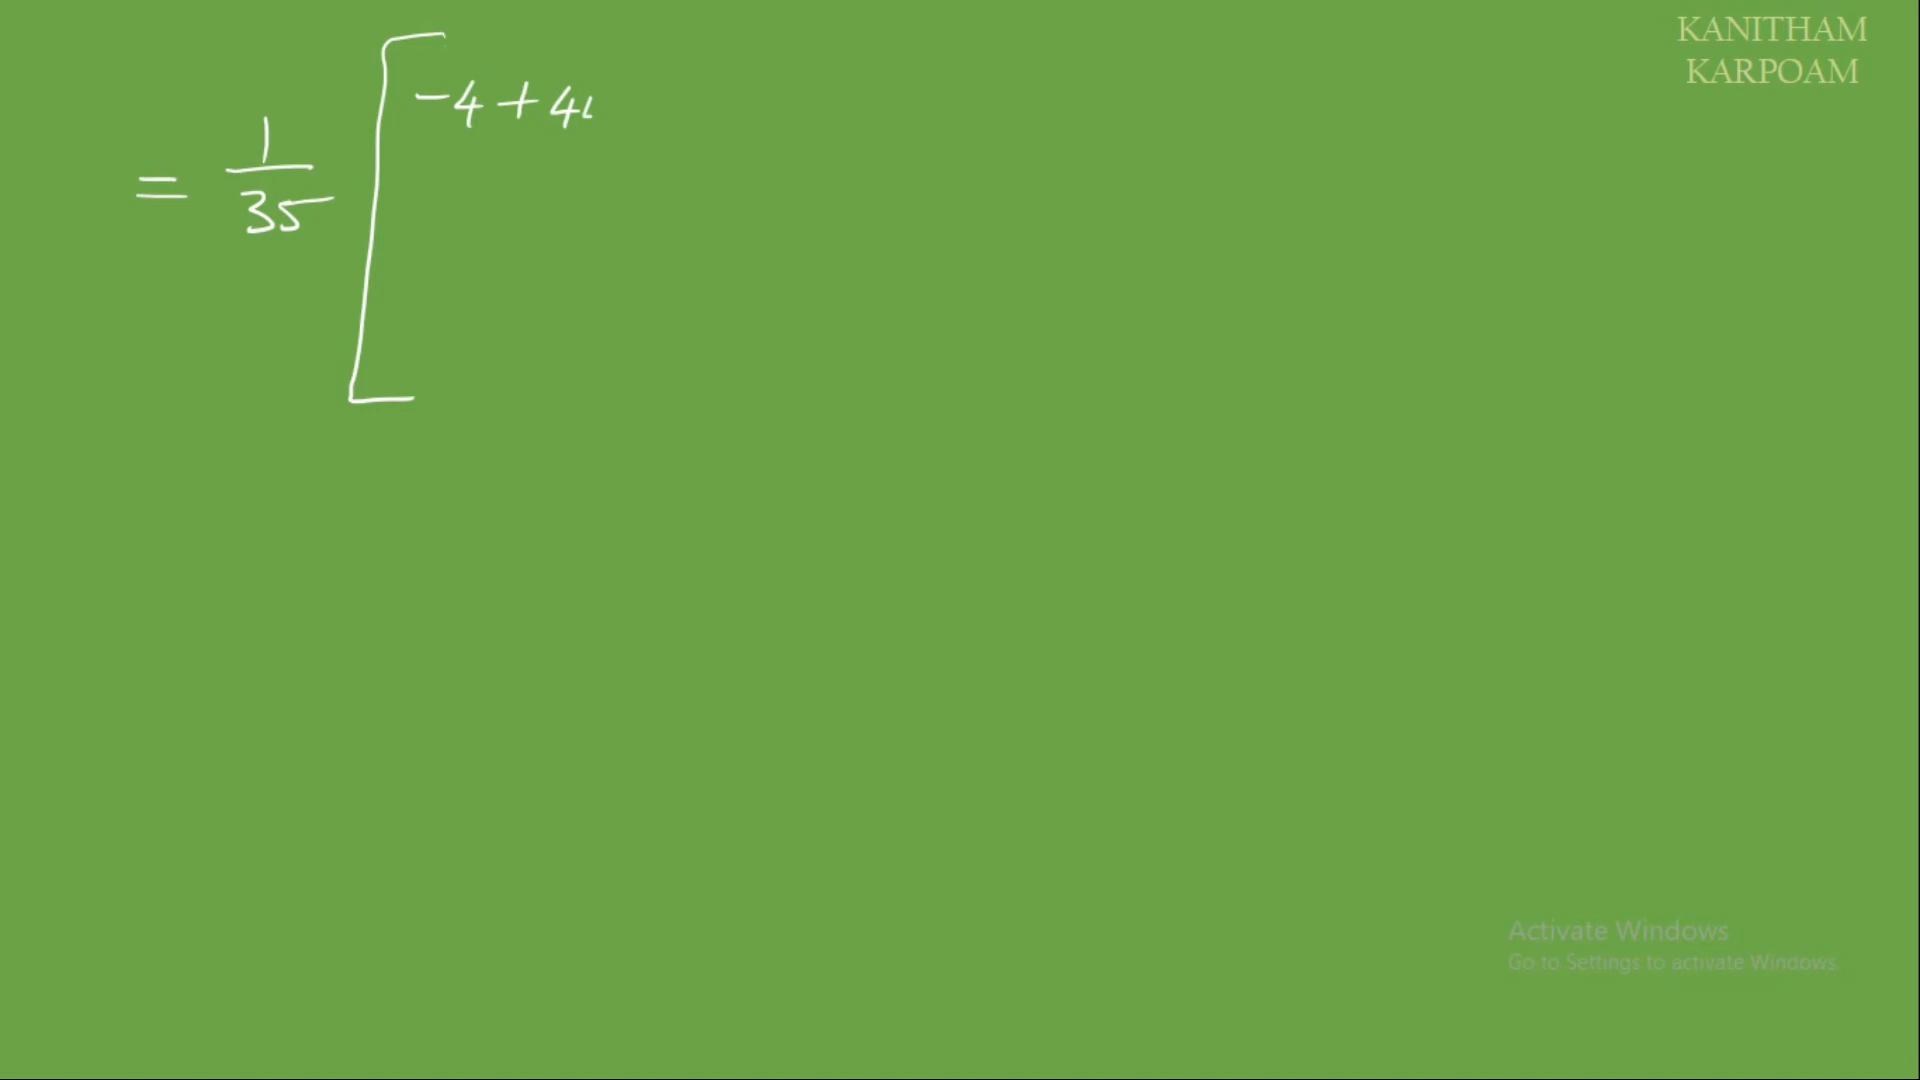 KANITHAM
KARPOAM
= 1/35 [ -4 + 4
Activate Windows
Go to Settings to activate Windows.